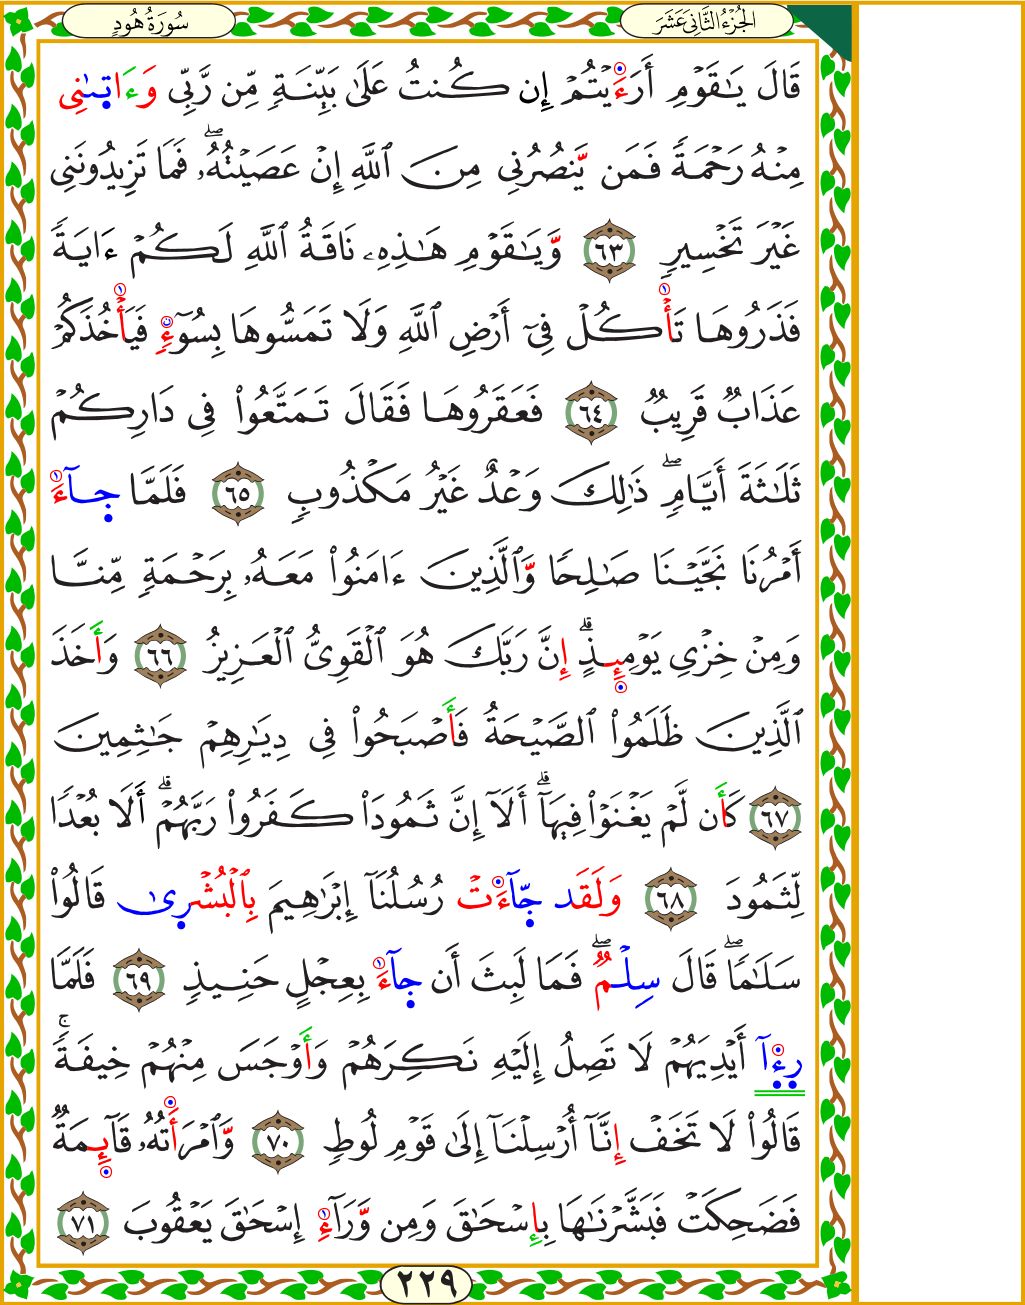 الجُزْءُ الثَّانِي عَشَرَ
سُورَةُ هُودٍ
قَالَ يَٰقَوْمِ أَرَءَيْتُمْ إِن كُنتُ عَلَىٰ بَيِّنَةٍ مِّن رَّبِّي وَءَاتىٰنِي
مِنْهُ رَحْمَةً فَمَن يَّنصُرُنِي مِنَ ٱللَّهِ إِنْ عَصَيْتُهُۥۖ فَمَا تَزِيدُونَنِي
غَيْرَ تَخْسِيرٍ ٦٣ وَّيَٰقَوْمِ هَٰذِهِۦ نَاقَةُ ٱللَّهِ لَكُمْ ءَايَةً
فَذَرُوهَا تَأْكُلْ فِيٓ أَرْضِ ٱللَّهِ وَلَا تَمَسُّوهَا بِسُوٓءٍ فَيَأْخُذَكُمْ
عَذَابٌ قَرِيبٌ ٦٤ فَعَقَرُوهَا فَقَالَ تَمَتَّعُوا۟ فِي دَارِكُمْ
ثَلَٰثَةَ أَيَّامٍۖ ذَٰلِكَ وَعْدٌ غَيْرُ مَكْذُوبٍ ٦٥ فَلَمَّا جِآءَ
أَمْرُنَا نَجَّيْنَا صَٰلِحًا وَّٱلَّذِينَ ءَامَنُوا۟ مَعَهُۥ بِرَحْمَةٍ مِّنَّا
وَمِنْ خِزْيِ يَوْمِئِذٍۗ إِنَّ رَبَّكَ هُوَ ٱلْقَوِيُّ ٱلْعَزِيزُ ٦٦ وَأَخَذَ
ٱلَّذِينَ ظَلَمُوا۟ ٱلصَّيْحَةُ فَأَصْبَحُوا۟ فِي دِيَٰرِهِمْ جَٰثِمِينَ
٦٧ كَأَن لَّمْ يَغْنَوْا۟ فِيهَآۗ أَلَآ إِنَّ ثَمُودَا۟ كَفَرُوا۟ رَبَّهُمْۗ أَلَا بُعْدًا
لِّثَمُودَ ٦٨ وَلَقَد جِّآءَتْ رُسُلُنَآ إِبْرَٰهِيمَ بِٱلْبُشْرِىٰ قَالُوا۟
سَلَٰمًاۖ قَالَ سِلْمٌۖ فَمَا لَبِثَ أَن جِآءَ بِعِجْلٍ حَنِيذٍ ٦٩ فَلَمَّا
رِءِآ أَيْدِيَهُمْ لَا تَصِلُ إِلَيْهِ نَكِرَهُمْ وَأَوْجَسَ مِنْهُمْ خِيفَةًۚ
قَالُوا۟ لَا تَخَفْ إِنَّآ أُرْسِلْنَآ إِلَىٰ قَوْمِ لُوطٍ ٧٠ وَّٱمْرَأَتُهُۥ قَآئِمَةٌ
فَضَحِكَتْ فَبَشَّرْنَٰهَا بِإِسْحَٰقَ وَمِن وَّرَآءِ إِسْحَٰقَ يَعْقُوبَ ٧١
٢٢٩